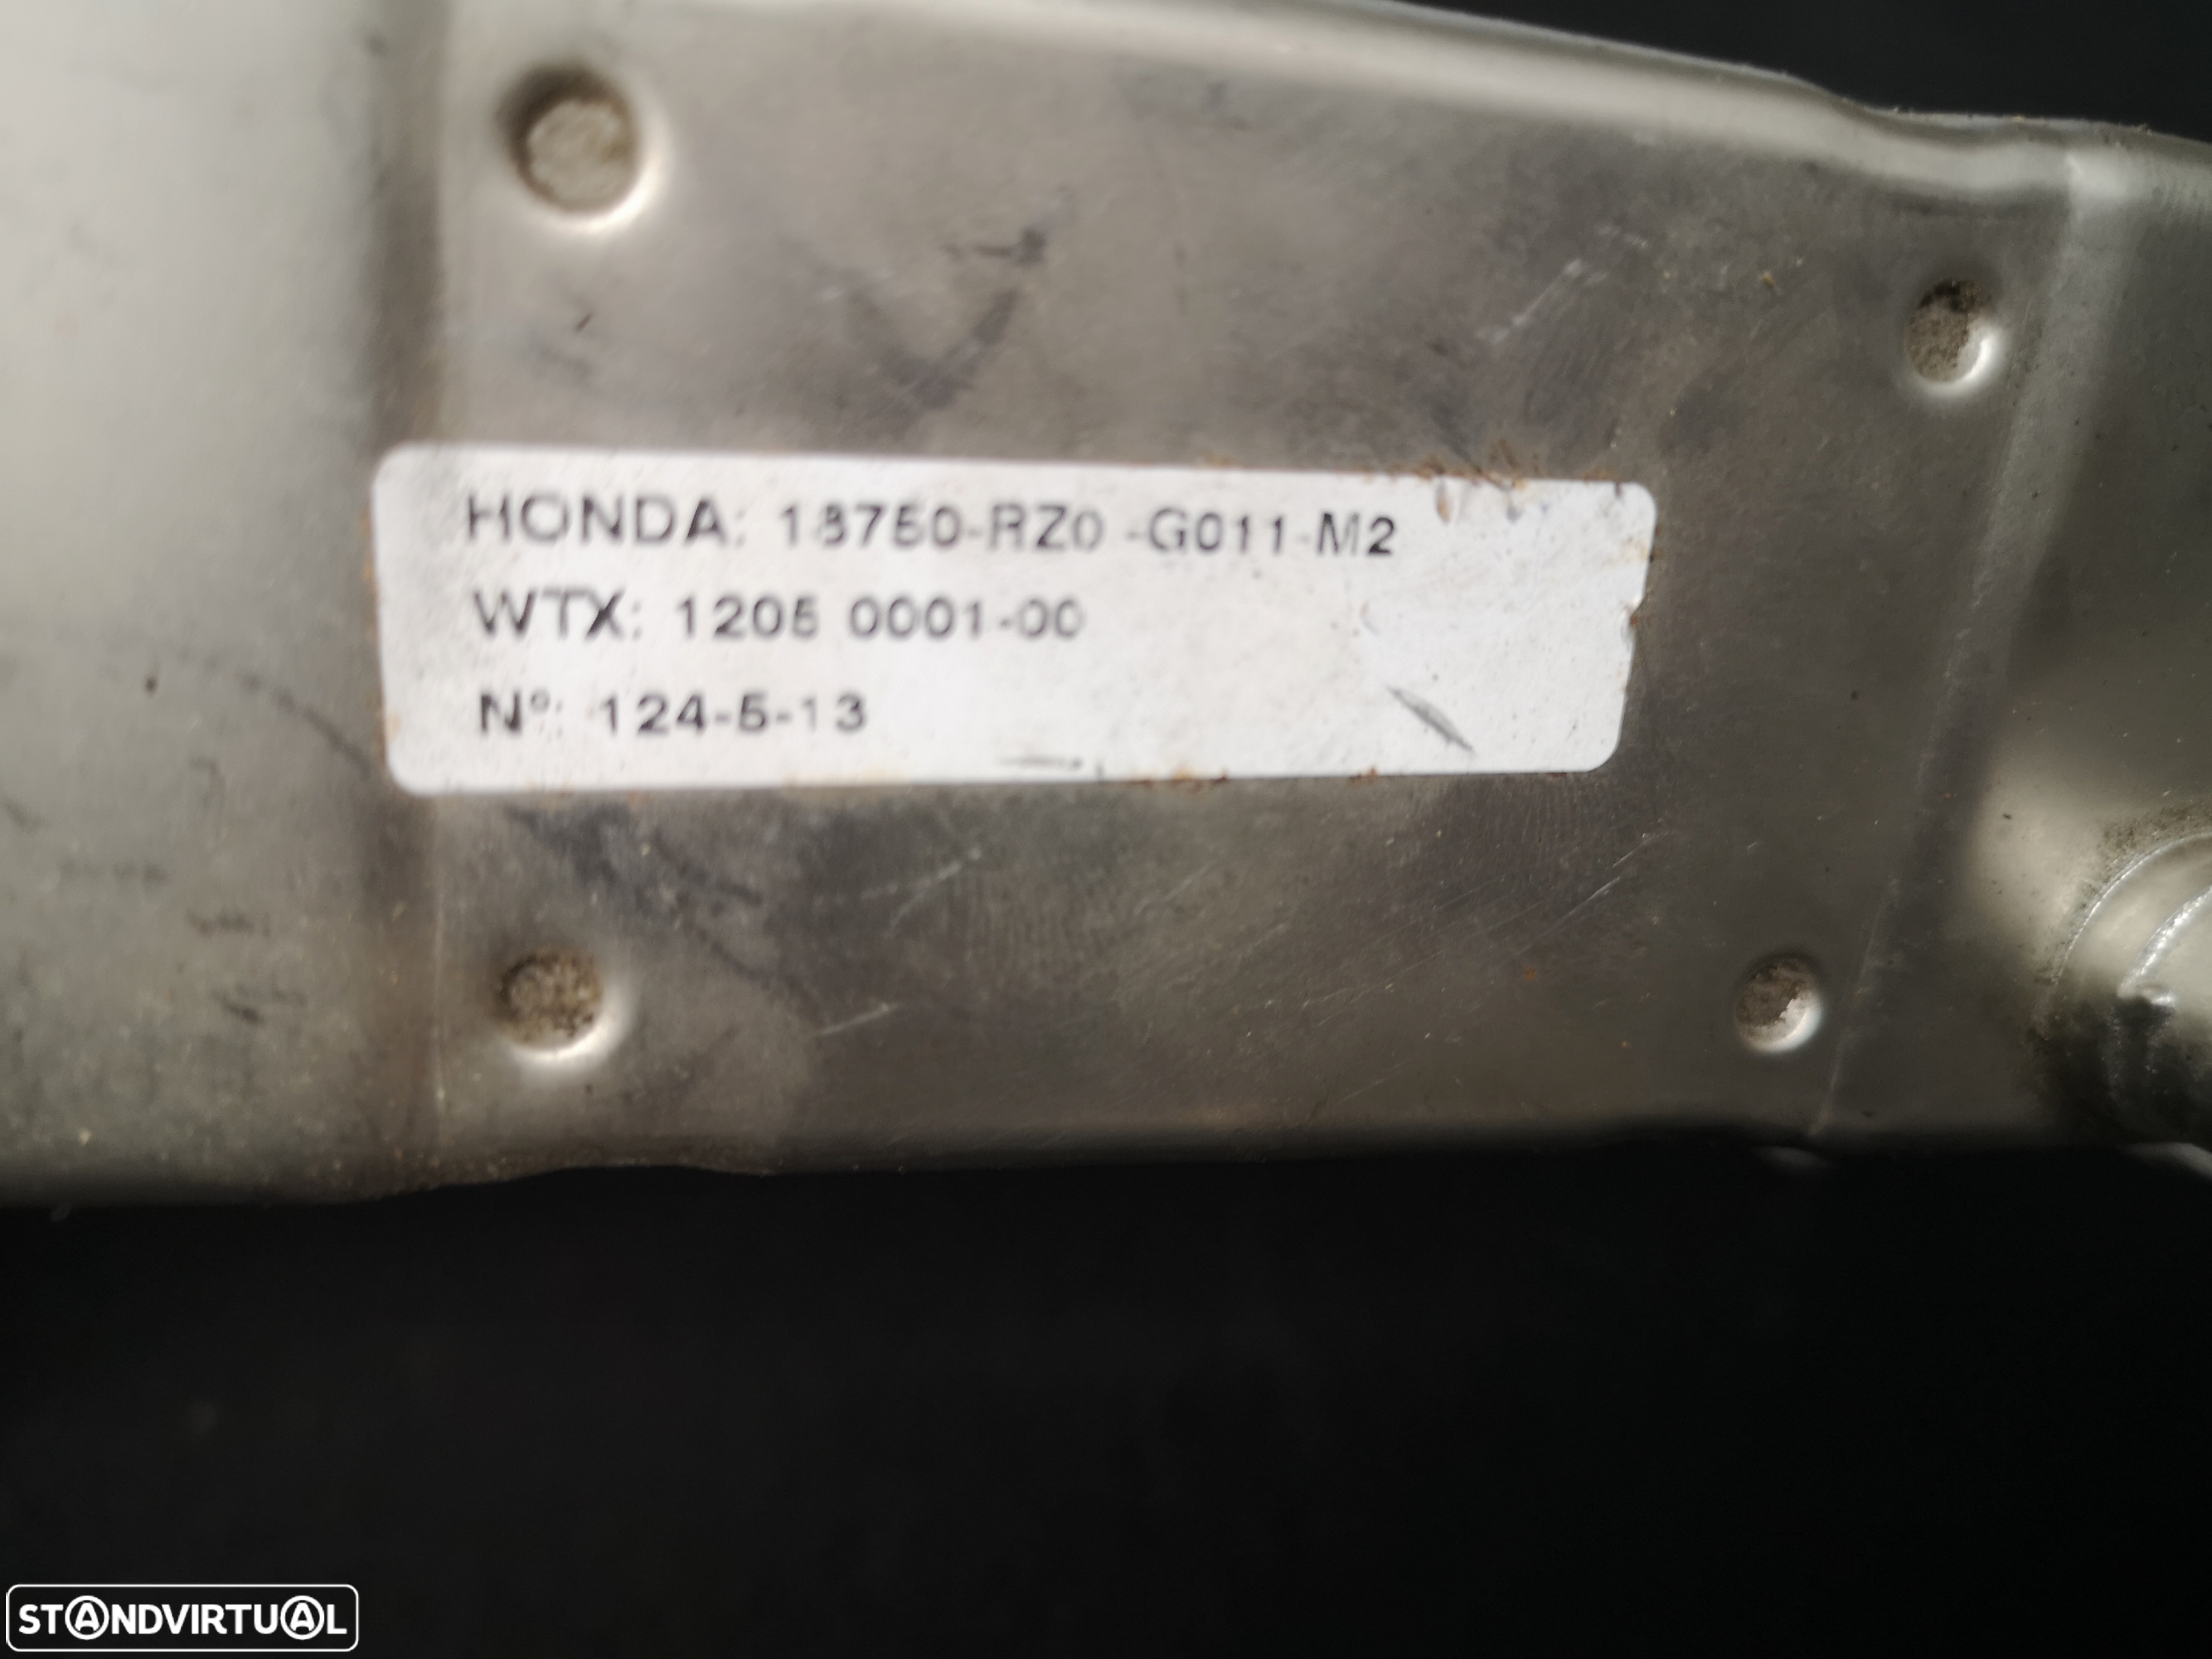 HONDA: 18750-RZ0 -G011-M2
WTX: 1205 0001-00
Nº: 124-5-13
STANDVIRTUAL